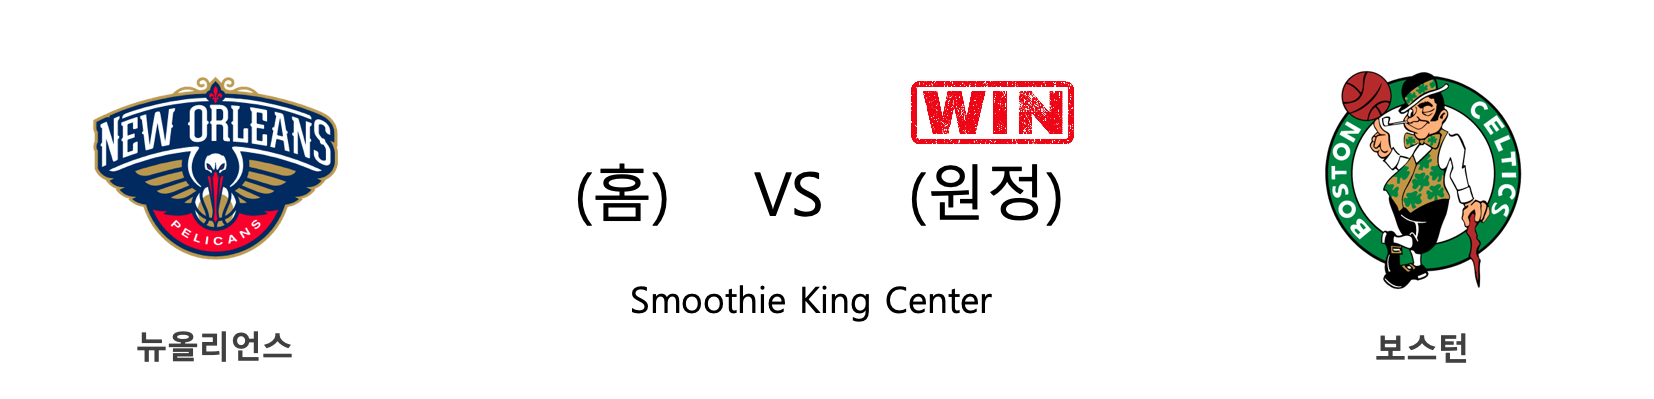 NEW ORLEANS
PELICANS
뉴올리언스
(홈) VS (원정)
WIN
Smoothie King Center
BOSTON CELTICS
보스턴